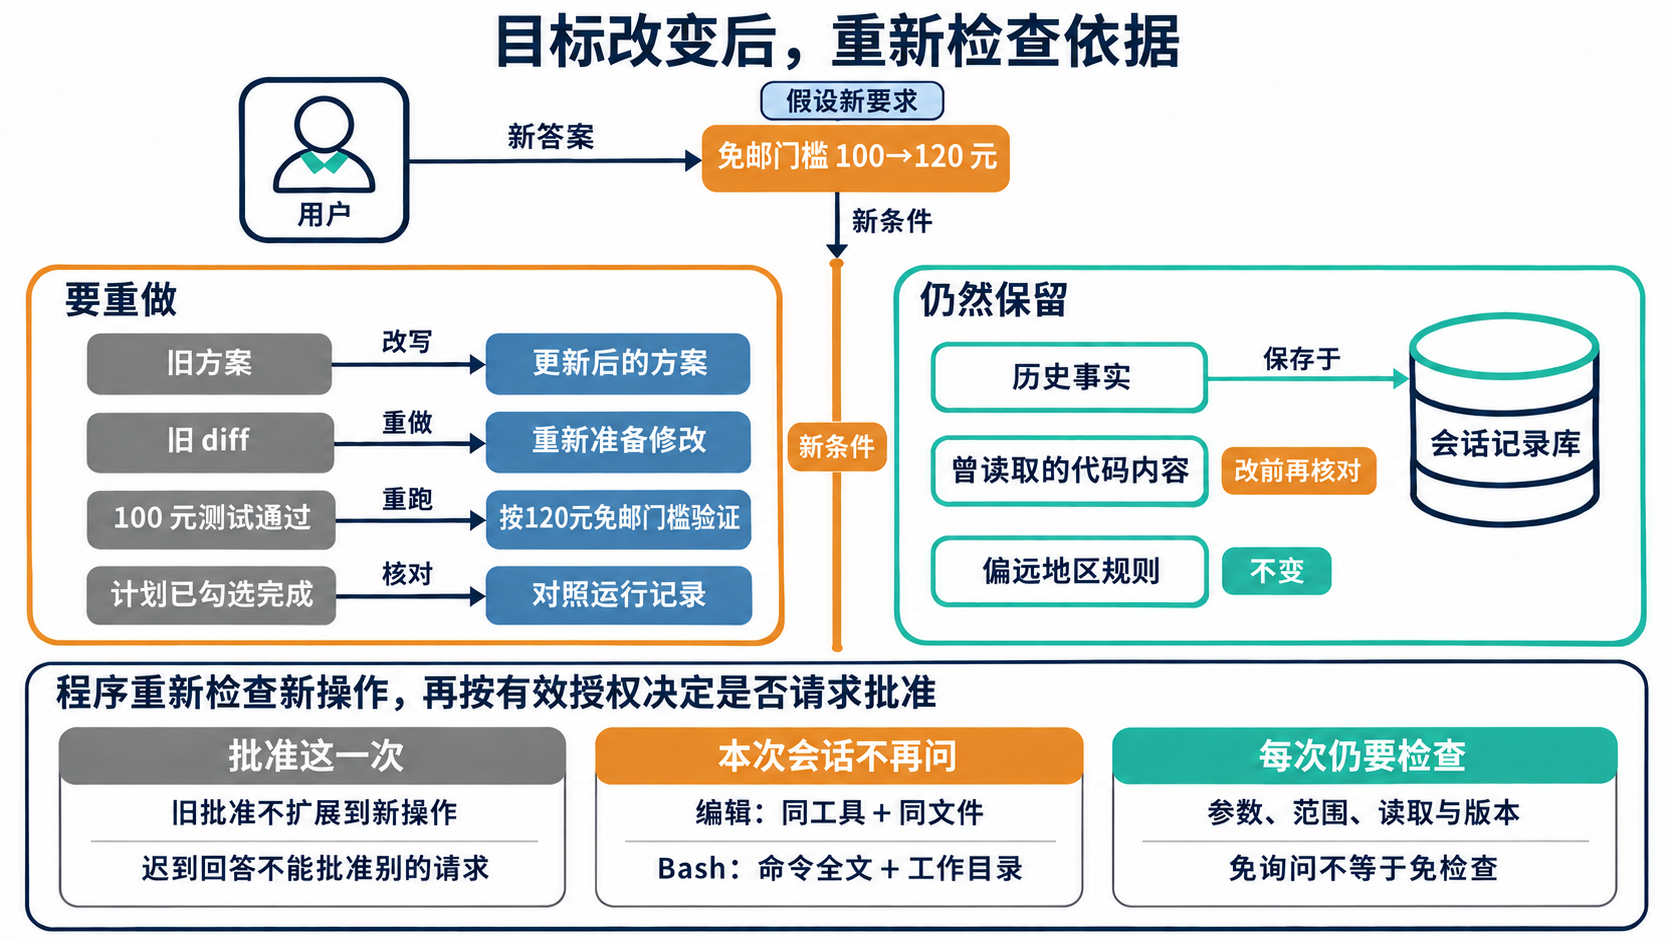 目标改变后，重新检查依据
假设新要求
用户
新答案
免邮门槛 100→120 元
新条件
要重做
旧方案
改写
更新后的方案
旧 diff
重做
重新准备修改
100 元测试通过
重跑
按120元免邮门槛验证
计划已勾选完成
核对
对照运行记录
新条件
仍然保留
历史事实
保存于
会话记录库
曾读取的代码内容
改前再核对
偏远地区规则
不变
程序重新检查新操作，再按有效授权决定是否请求批准
批准这一次
旧批准不扩展到新操作
迟到回答不能批准别的请求
本次会话不再问
编辑：同工具＋同文件
Bash：命令全文＋工作目录
每次仍要检查
参数、范围、读取与版本
免询问不等于免检查